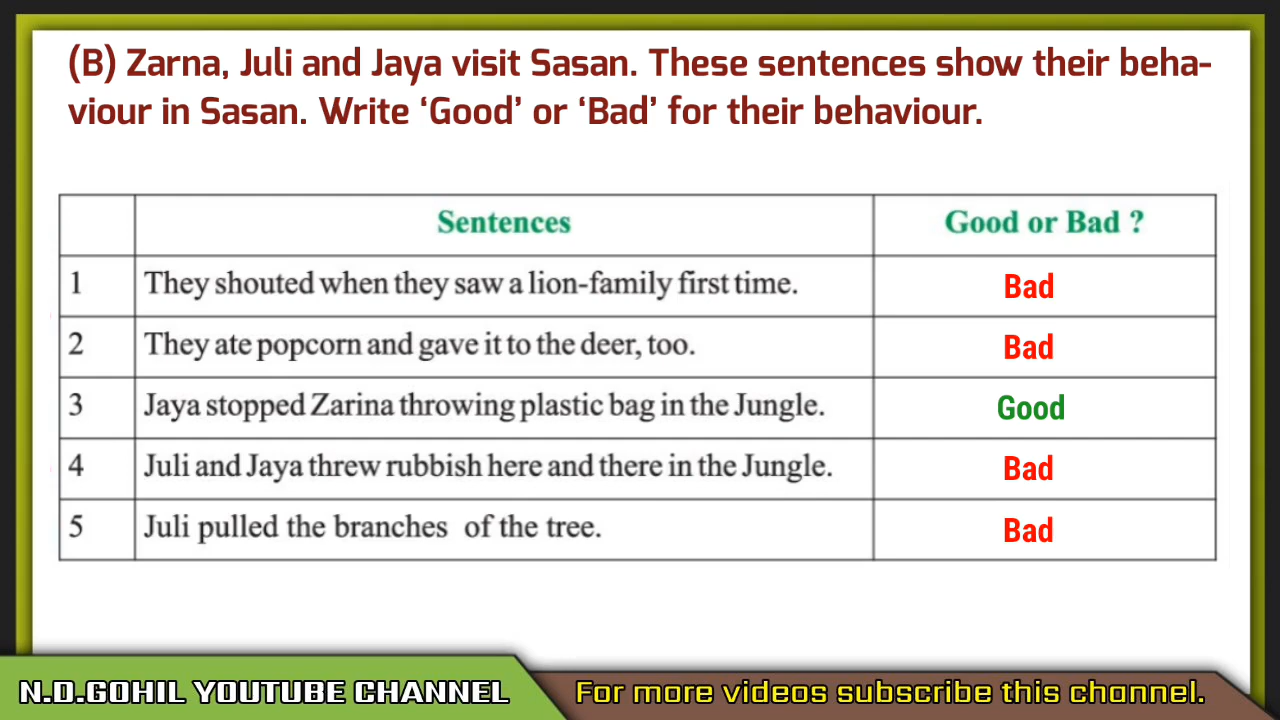 (B) Zarna, Juli and Jaya visit Sasan. These sentences show their beha-
viour in Sasan. Write ‘Good’ or ‘Bad’ for their behaviour.
Sentences Good or Bad ?
1 They shouted when they saw a lion-family first time. Bad
2 They ate popcorn and gave it to the deer, too. Bad
3 Jaya stopped Zarina throwing plastic bag in the Jungle. Good
4 Juli and Jaya threw rubbish here and there in the Jungle. Bad
5 Juli pulled the branches of the tree. Bad
N.D.GOHIL YOUTUBE CHANNEL For more videos subscribe this channel.